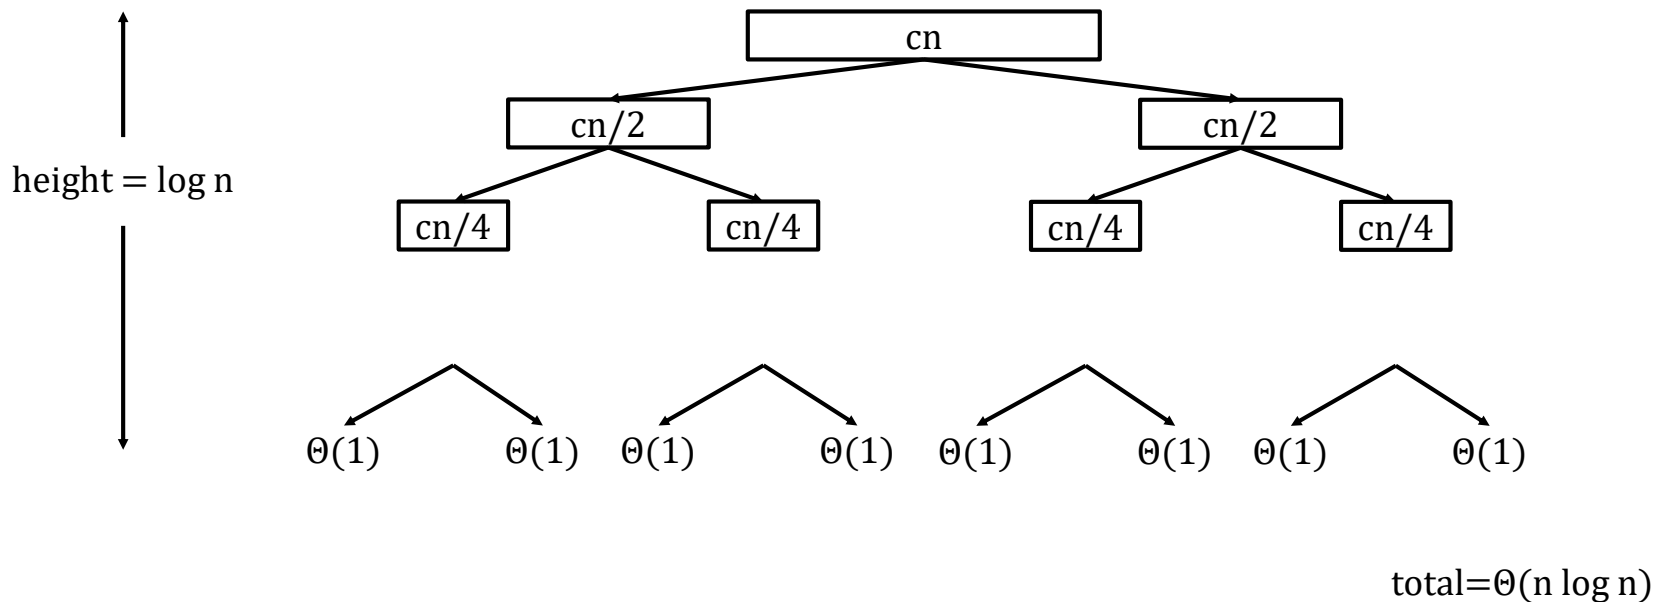 cn
cn/2 cn/2
height = log n
cn/4 cn/4 cn/4 cn/4
Θ(1) Θ(1) Θ(1) Θ(1) Θ(1) Θ(1) Θ(1) Θ(1)
total=Θ(n log n)